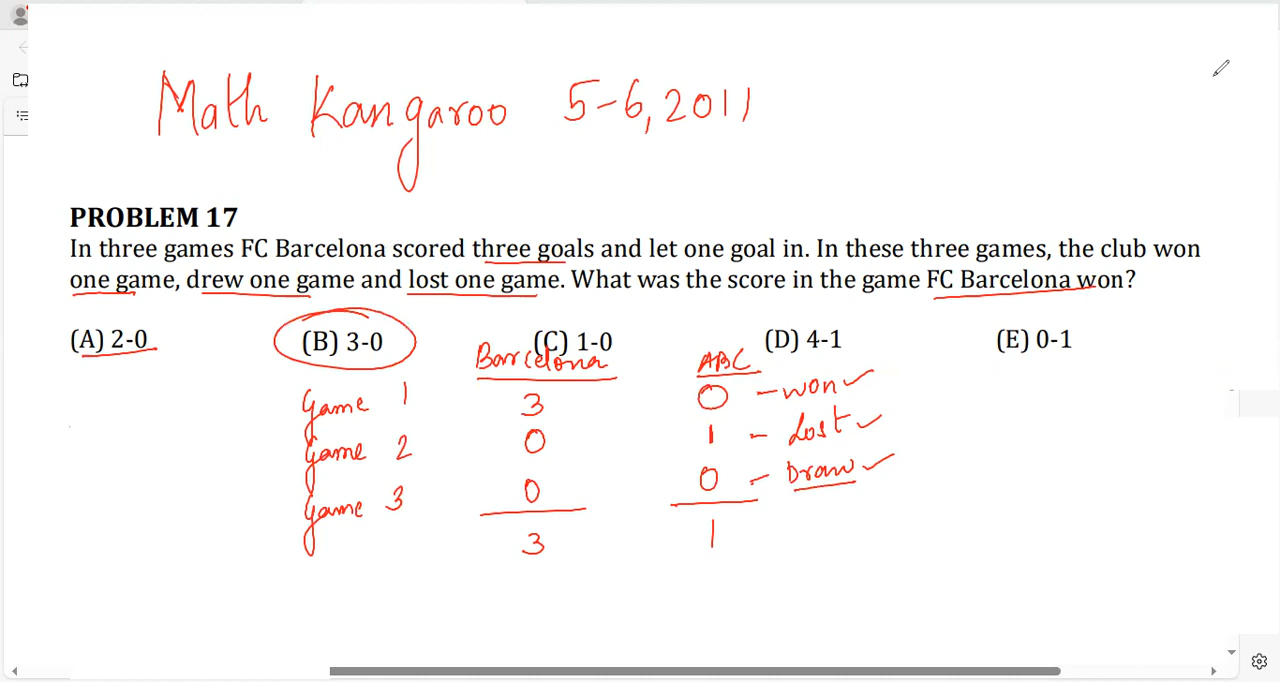 Math Kangaroo 5-6, 2011
PROBLEM 17
In three games FC Barcelona scored three goals and let one goal in. In these three games, the club won
one game, drew one game and lost one game. What was the score in the game FC Barcelona won?
(A) 2-0 (B) 3-0 (C) 1-0 (D) 4-1 (E) 0-1
Barcelona ABC
Game 1 3 0 - won ✓
Game 2 0 1 - Lost ✓
Game 3 0 0 - Draw ✓
3 1